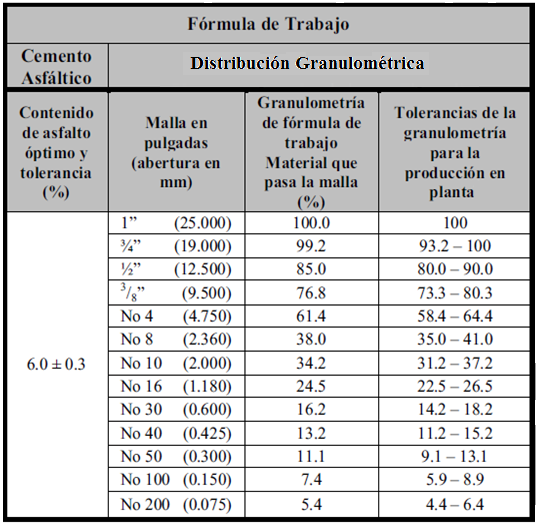 Fórmula de Trabajo
Cemento
Asfáltico
Distribución Granulométrica
Contenido
de asfalto
óptimo y
tolerancia
(%)
Malla en
pulgadas
(abertura en
mm)
Granulometría
de fórmula de
trabajo
Material que
pasa la malla
(%)
Tolerancias de la
granulometría
para la
producción en
planta
6.0 ± 0.3
1” (25.000) 100.0 100
¾” (19.000) 99.2 93.2 – 100
½” (12.500) 85.0 80.0 – 90.0
3/8” (9.500) 76.8 73.3 – 80.3
No 4 (4.750) 61.4 58.4 – 64.4
No 8 (2.360) 38.0 35.0 – 41.0
No 10 (2.000) 34.2 31.2 – 37.2
No 16 (1.180) 24.5 22.5 – 26.5
No 30 (0.600) 16.2 14.2 – 18.2
No 40 (0.425) 13.2 11.2 – 15.2
No 50 (0.300) 11.1 9.1 – 13.1
No 100 (0.150) 7.4 5.9 – 8.9
No 200 (0.075) 5.4 4.4 – 6.4